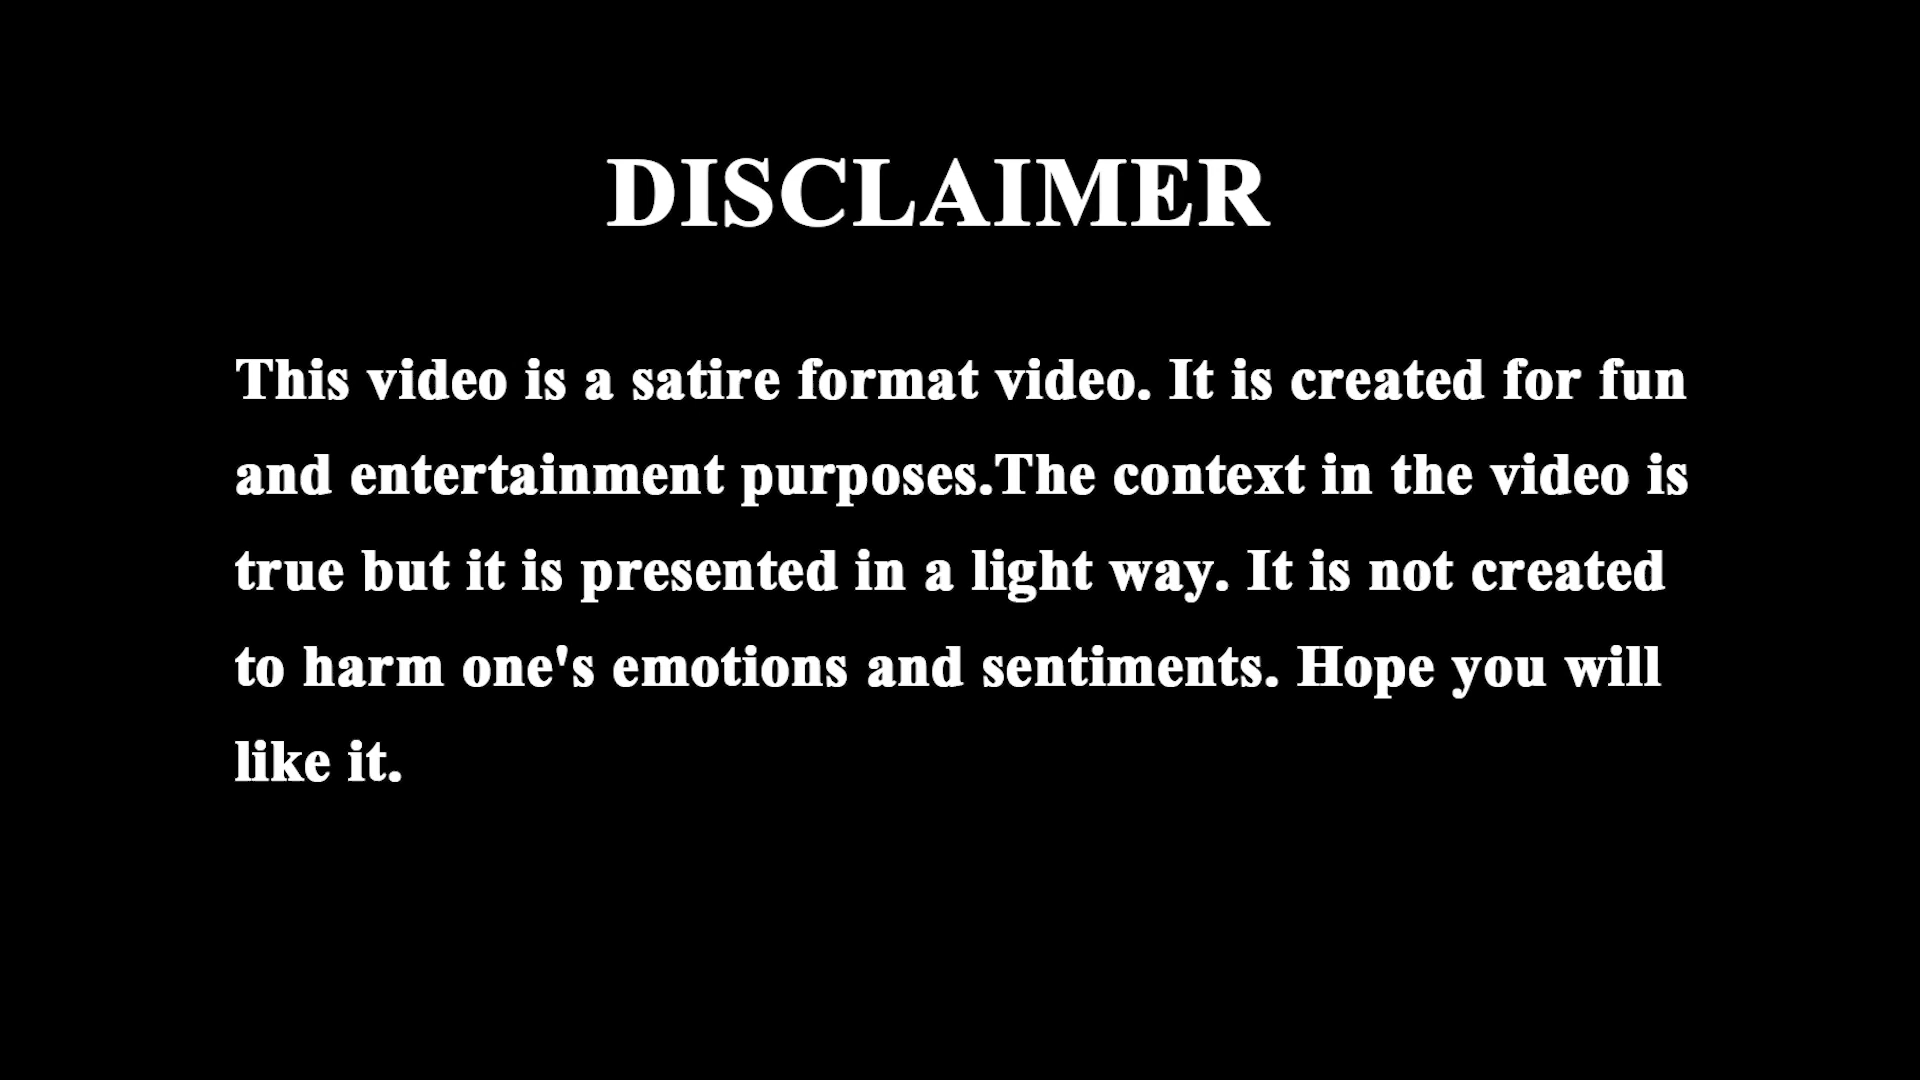 DISCLAIMER
This video is a satire format video. It is created for fun
and entertainment purposes.The context in the video is
true but it is presented in a light way. It is not created
to harm one's emotions and sentiments. Hope you will
like it.